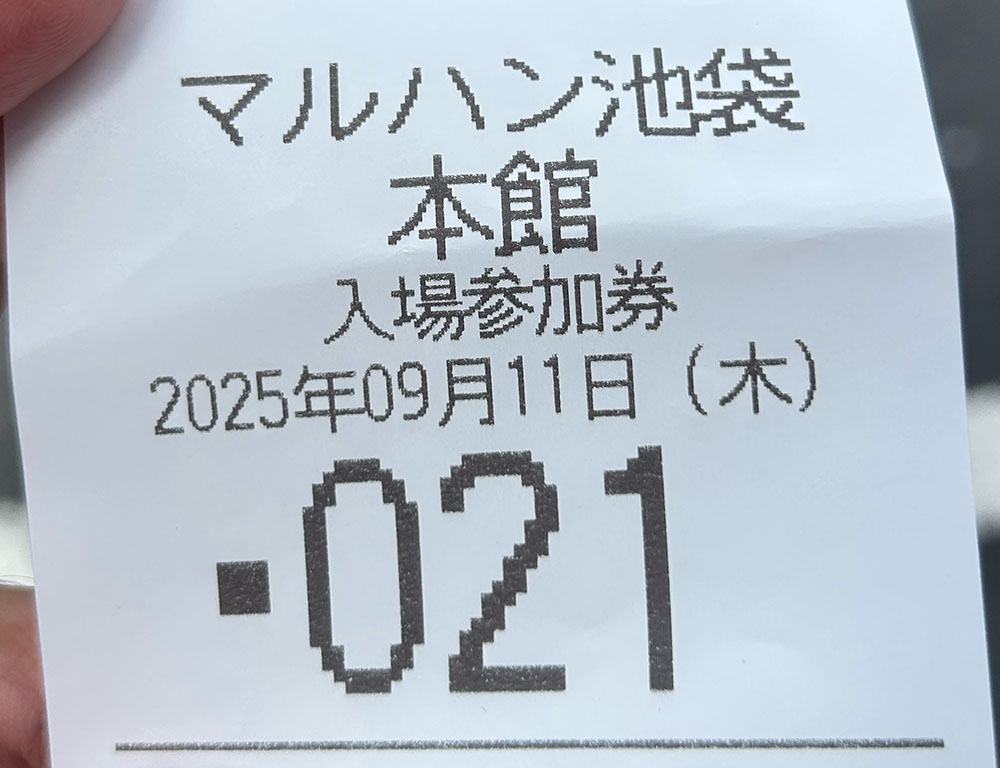 マルハン池袋
本館
入場参加券
2025年09月11日（木）
·021